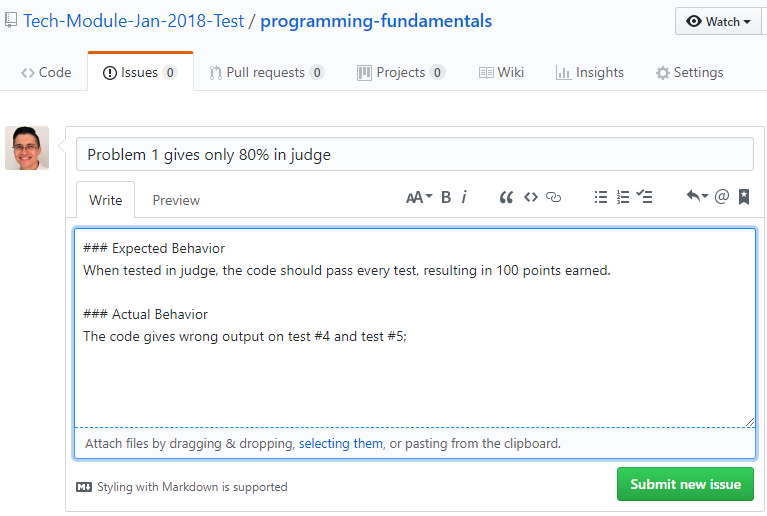 Tech-Module-Jan-2018-Test / programming-fundamentals
Watch
Code
Issues 0
Pull requests 0
Projects 0
Wiki
Insights
Settings
Problem 1 gives only 80% in judge
Write
Preview
AA B i
### Expected Behavior
When tested in judge, the code should pass every test, resulting in 100 points earned.
### Actual Behavior
The code gives wrong output on test #4 and test #5;
Attach files by dragging & dropping, selecting them, or pasting from the clipboard.
Styling with Markdown is supported
Submit new issue